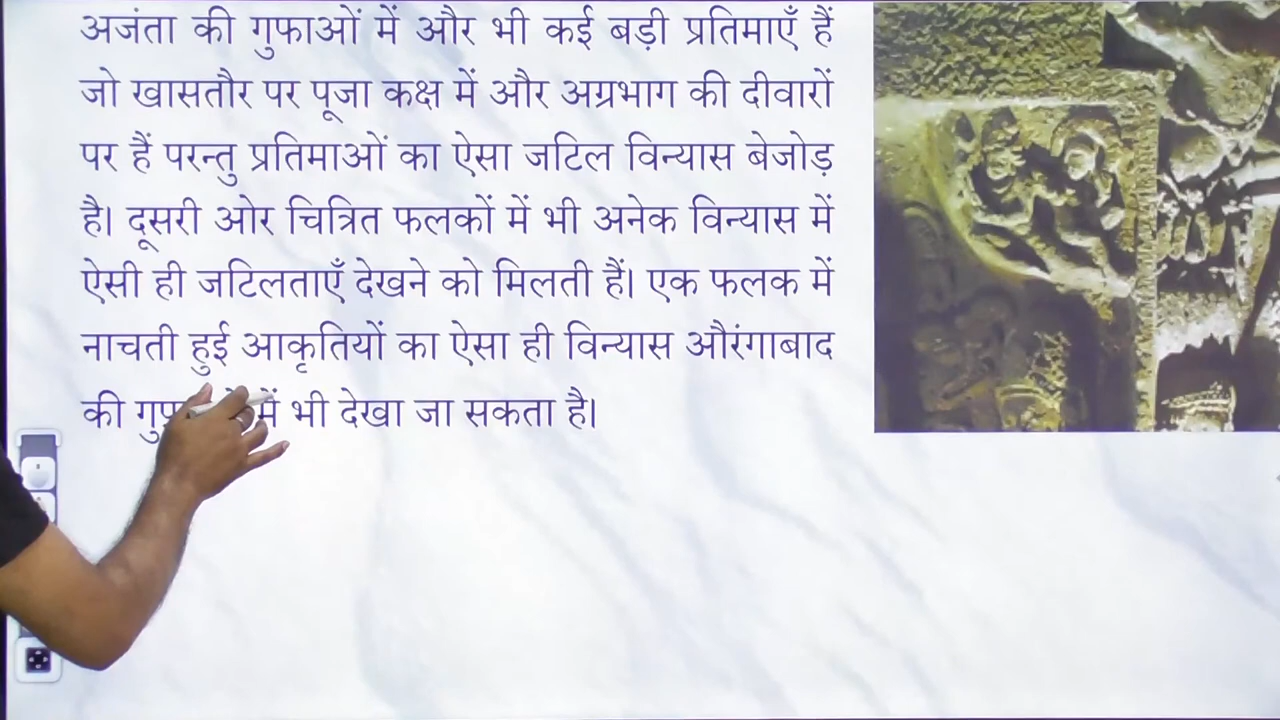 अजंता की गुफाओं में और भी कई बड़ी प्रतिमाएँ हैं
जो खासतौर पर पूजा कक्ष में और अग्रभाग की दीवारों
पर हैं परन्तु प्रतिमाओं का ऐसा जटिल विन्यास बेजोड़
है। दूसरी ओर चित्रित फलकों में भी अनेक विन्यास में
ऐसी ही जटिलताएँ देखने को मिलती हैं। एक फलक में
नाचती हुई आकृतियों का ऐसा ही विन्यास औरंगाबाद
की में भी देखा जा सकता है।